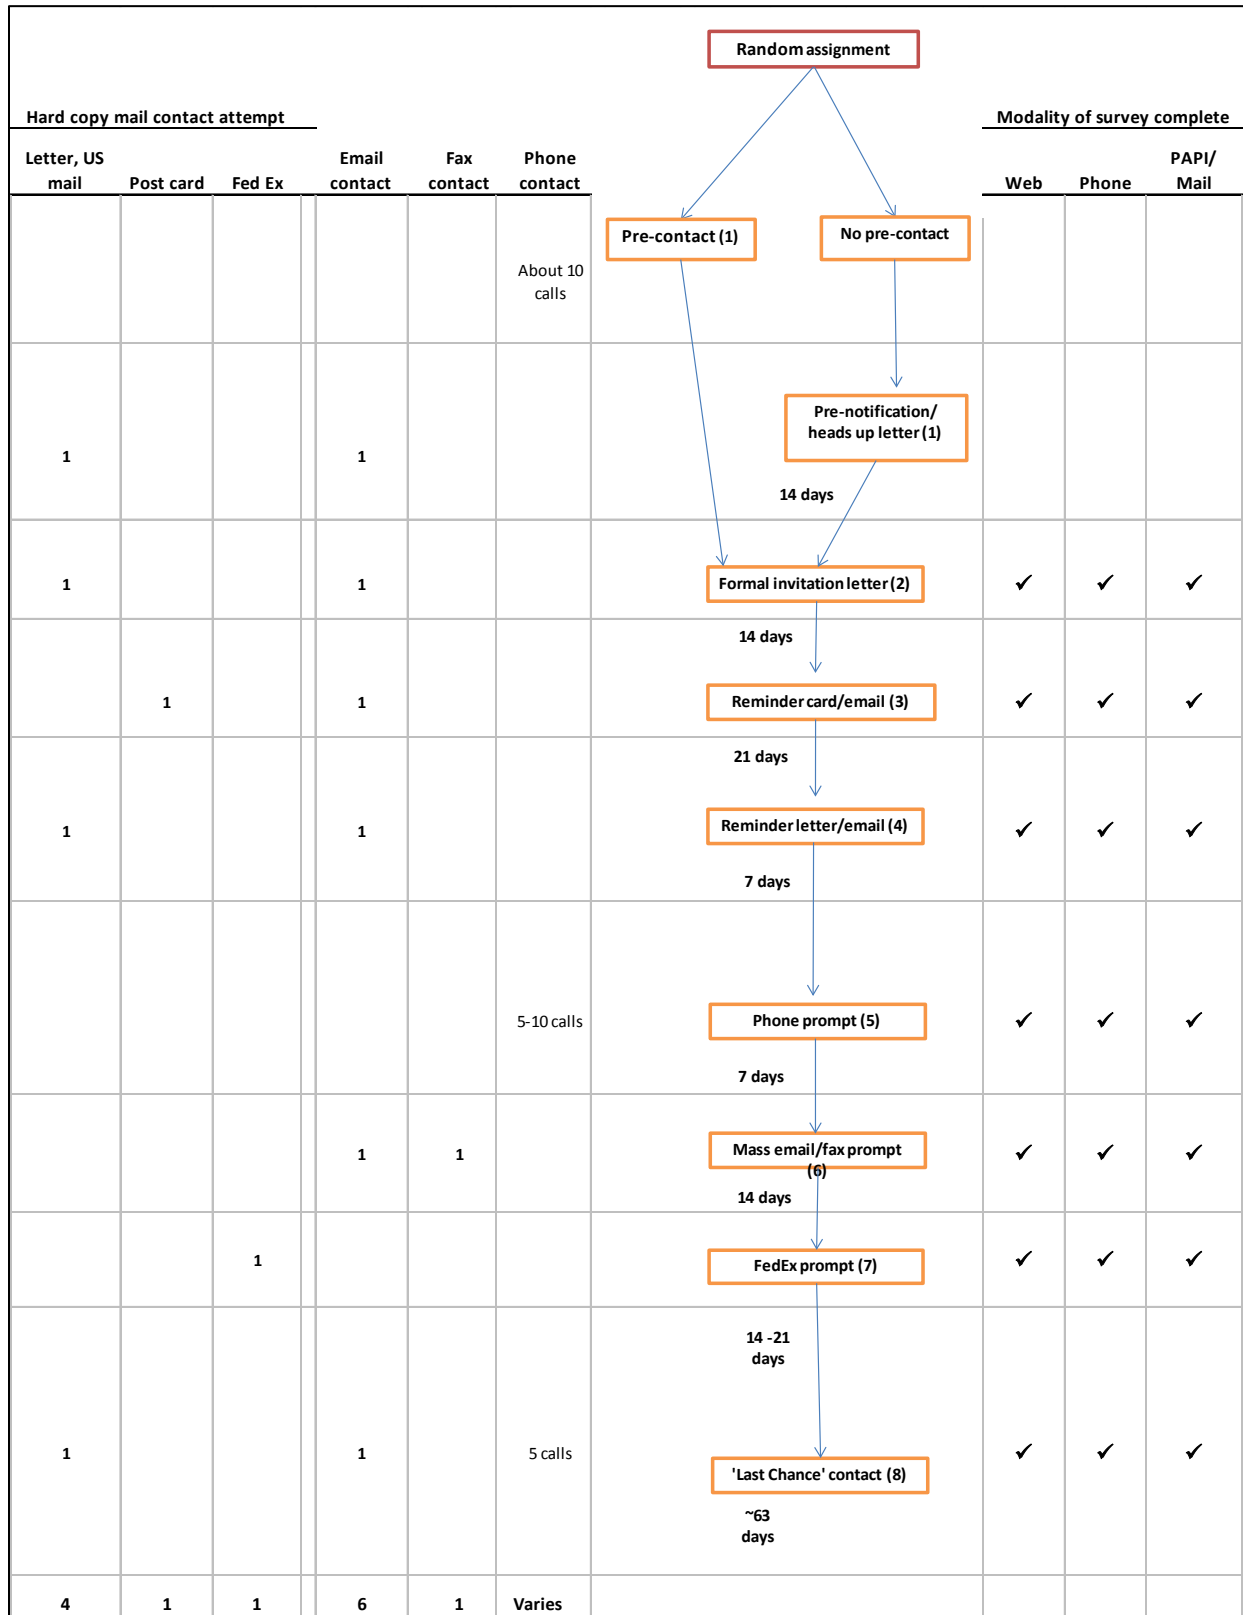 Random assignment
Hard copy mail contact attempt
Modality of survey complete
Letter, US mail
Post card
Fed Ex
Email contact
Fax contact
Phone contact
Web
Phone
PAPI/ Mail
Pre-contact (1)
No pre-contact
About 10
calls
Pre-notification/
heads up letter (1)
1 1
14 days
1 1 Formal invitation letter (2) ✓ ✓ ✓
14 days
1 1 Reminder card/email (3) ✓ ✓ ✓
21 days
1 1 Reminder letter/email (4) ✓ ✓ ✓
7 days
5-10 calls Phone prompt (5) ✓ ✓ ✓
7 days
1 1 Mass email/fax prompt ✓ ✓ ✓
(6)
14 days
1 FedEx prompt (7) ✓ ✓ ✓
14 -21
days
1 1 5 calls ✓ ✓ ✓
'Last Chance' contact (8)
~63
days
4 1 1 6 1 Varies